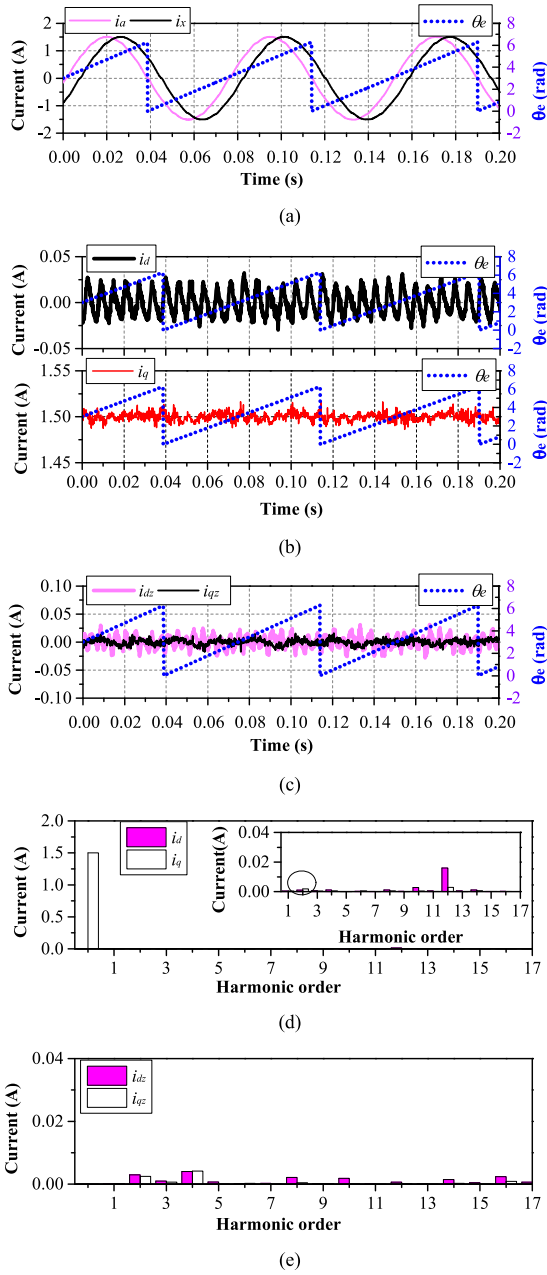 ia ix θe
Current (A)
2 1 0 -1 -2
8 6 4 2 0 -2
θe (rad)
0.00 0.02 0.04 0.06 0.08 0.10 0.12 0.14 0.16 0.18 0.20
Time (s)
(a)
id θe
Current (A)
0.05 0.00 -0.05
8 6 4 2 0 -2
θe (rad)
iq θe
Current (A)
1.55 1.50 1.45
8 6 4 2 0 -2
θe (rad)
0.00 0.02 0.04 0.06 0.08 0.10 0.12 0.14 0.16 0.18 0.20
Time (s)
(b)
idz iqz θe
Current (A)
0.10 0.05 0.00 -0.05 -0.10
8 6 4 2 0 -2
θe (rad)
0.00 0.02 0.04 0.06 0.08 0.10 0.12 0.14 0.16 0.18 0.20
Time (s)
(c)
Current (A)
2.0 1.5 1.0 0.5 0.0
id
iq
Current(A)
0.04 0.02 0.00
1 3 5 7 9 11 13 15 17
Harmonic order
1 3 5 7 9 11 13 15 17
Harmonic order
(d)
Current (A)
0.04 0.02 0.00
idz
iqz
1 3 5 7 9 11 13 15 17
Harmonic order
(e)